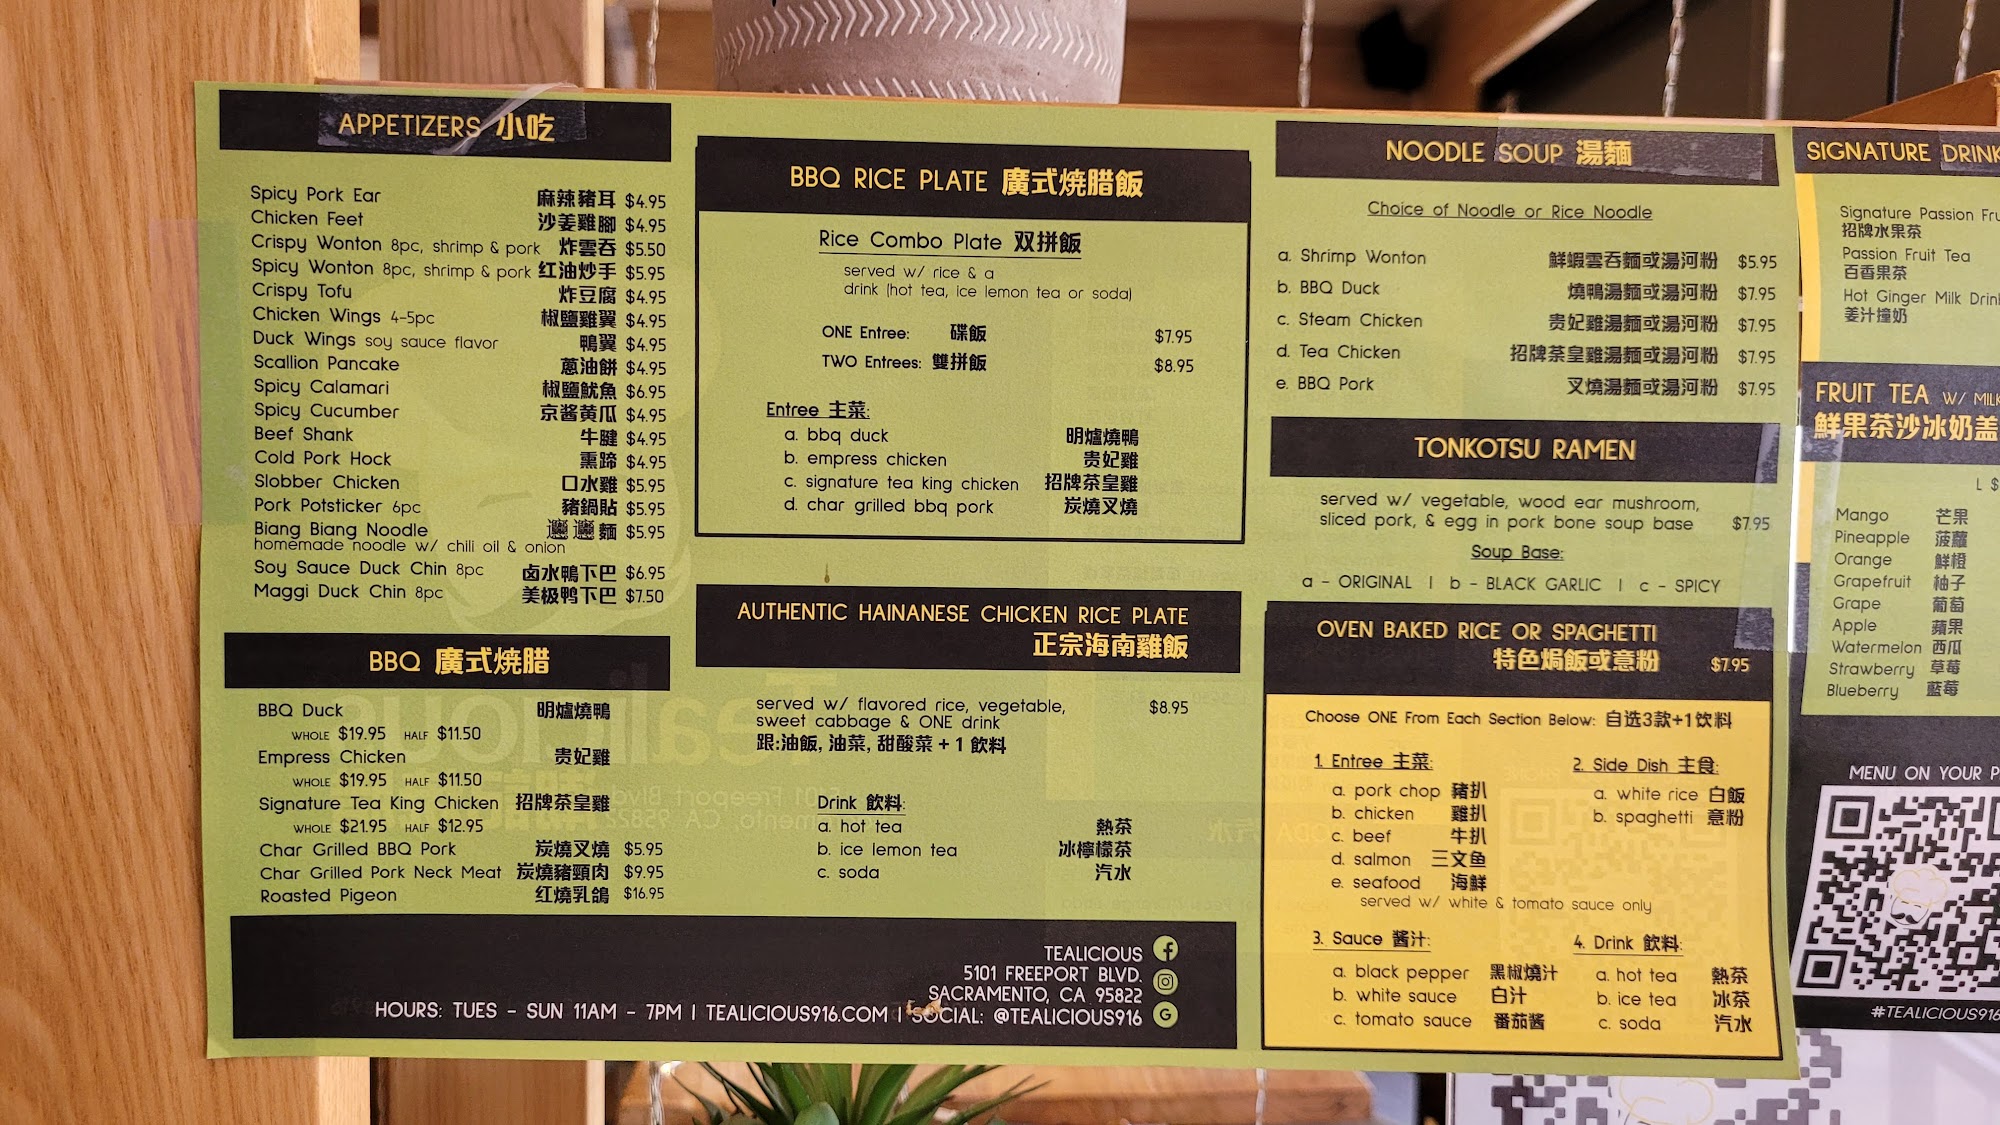 APPETIZERS 小吃
Spicy Pork Ear 麻辣豬耳 $4.95
Chicken Feet 沙姜雞腳 $4.95
Crispy Wonton 8pc, shrimp & pork 炸雲吞 $5.50
Spicy Wonton 8pc, shrimp & pork 红油炒手 $5.95
Crispy Tofu 炸豆腐 $4.95
Chicken Wings 4-5pc 椒鹽雞翼 $4.95
Duck Wings soy sauce flavor 鴨翼 $4.95
Scallion Pancake 蔥油餅 $4.95
Spicy Calamari 椒鹽魷魚 $6.95
Spicy Cucumber 京酱黄瓜 $4.95
Beef Shank 牛腱 $4.95
Cold Pork Hock 熏蹄 $4.95
Slobber Chicken 口水雞 $5.95
Pork Potsticker 6pc 豬鍋貼 $5.95
Biang Biang Noodle 邊邊麵 $5.95
homemade noodle w/ chili oil & onion
Soy Sauce Duck Chin 8pc 卤水鴨下巴 $6.95
Maggi Duck Chin 8pc 美极鸭下巴 $7.50
BBQ 廣式燒腊
BBQ Duck 明爐燒鴨
WHOLE $19.95 HALF $11.50
Empress Chicken 贵妃雞
WHOLE $19.95 HALF $11.50
Signature Tea King Chicken 招牌茶皇雞
WHOLE $21.95 HALF $12.95
Char Grilled BBQ Pork 炭燒叉燒 $5.95
Char Grilled Pork Neck Meat 炭燒豬頸肉 $9.95
Roasted Pigeon 红燒乳鴿 $16.95
BBQ RICE PLATE 廣式燒腊飯
Rice Combo Plate 双拼飯
served w/ rice & a
drink (hot tea, ice lemon tea or soda)
ONE Entree: 碟飯 $7.95
TWO Entrees: 雙拼飯 $8.95
Entree 主菜:
a. bbq duck 明爐燒鴨
b. empress chicken 贵妃雞
c. signature tea king chicken 招牌茶皇雞
d. char grilled bbq pork 炭燒叉燒
AUTHENTIC HAINANESE CHICKEN RICE PLATE
正宗海南雞飯
served w/ flavored rice, vegetable, $8.95
sweet cabbage & ONE drink
跟:油飯, 油菜, 甜酸菜 + 1 飲料
Drink 飲料:
a. hot tea 熱茶
b. ice lemon tea 冰檸檬茶
c. soda 汽水
TEALICIOUS
5101 FREEPORT BLVD.
SACRAMENTO, CA 95822
HOURS: TUES - SUN 11AM - 7PM | TEALICIOUS916.COM | SOCIAL: @TEALICIOUS916
NOODLE SOUP 湯麵
Choice of Noodle or Rice Noodle
a. Shrimp Wonton 鮮蝦雲吞麵或湯河粉 $5.95
b. BBQ Duck 燒鴨湯麵或湯河粉 $7.95
c. Steam Chicken 贵妃雞湯麵或湯河粉 $7.95
d. Tea Chicken 招牌茶皇雞湯麵或湯河粉 $7.95
e. BBQ Pork 叉燒湯麵或湯河粉 $7.95
TONKOTSU RAMEN
served w/ vegetable, wood ear mushroom,
sliced pork, & egg in pork bone soup base $7.95
Soup Base:
a - ORIGINAL | b - BLACK GARLIC | c - SPICY
OVEN BAKED RICE OR SPAGHETTI
特色焗飯或意粉 $7.95
Choose ONE From Each Section Below: 自选3款+1饮料
1. Entree 主菜:
a. pork chop 豬扒
b. chicken 雞扒
c. beef 牛扒
d. salmon 三文鱼
e. seafood 海鮮
served w/ white & tomato sauce only
2. Side Dish 主食:
a. white rice 白飯
b. spaghetti 意粉
3. Sauce 酱汁:
a. black pepper 黑椒燒汁
b. white sauce 白汁
c. tomato sauce 番茄酱
4. Drink 飲料:
a. hot tea 熱茶
b. ice tea 冰茶
c. soda 汽水
SIGNATURE DRINK
Signature Passion Fru
招牌水果茶
Passion Fruit Tea
百香果茶
Hot Ginger Milk Drin
姜汁撞奶
FRUIT TEA W/ MILK
鮮果茶沙冰奶盖
L $
Mango 芒果
Pineapple 菠蘿
Orange 鮮橙
Grapefruit 柚子
Grape 葡萄
Apple 蘋果
Watermelon 西瓜
Strawberry 草莓
Blueberry 藍莓
MENU ON YOUR P
#TEALICIOUS916